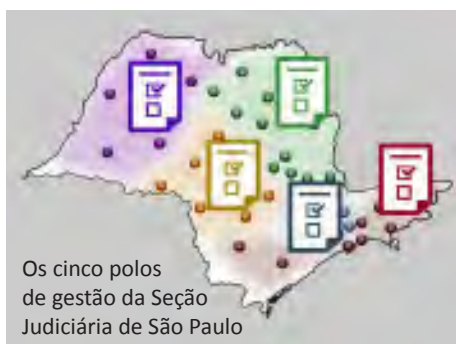 Os cinco polos
de gestão da Seção
Judiciária de São Paulo